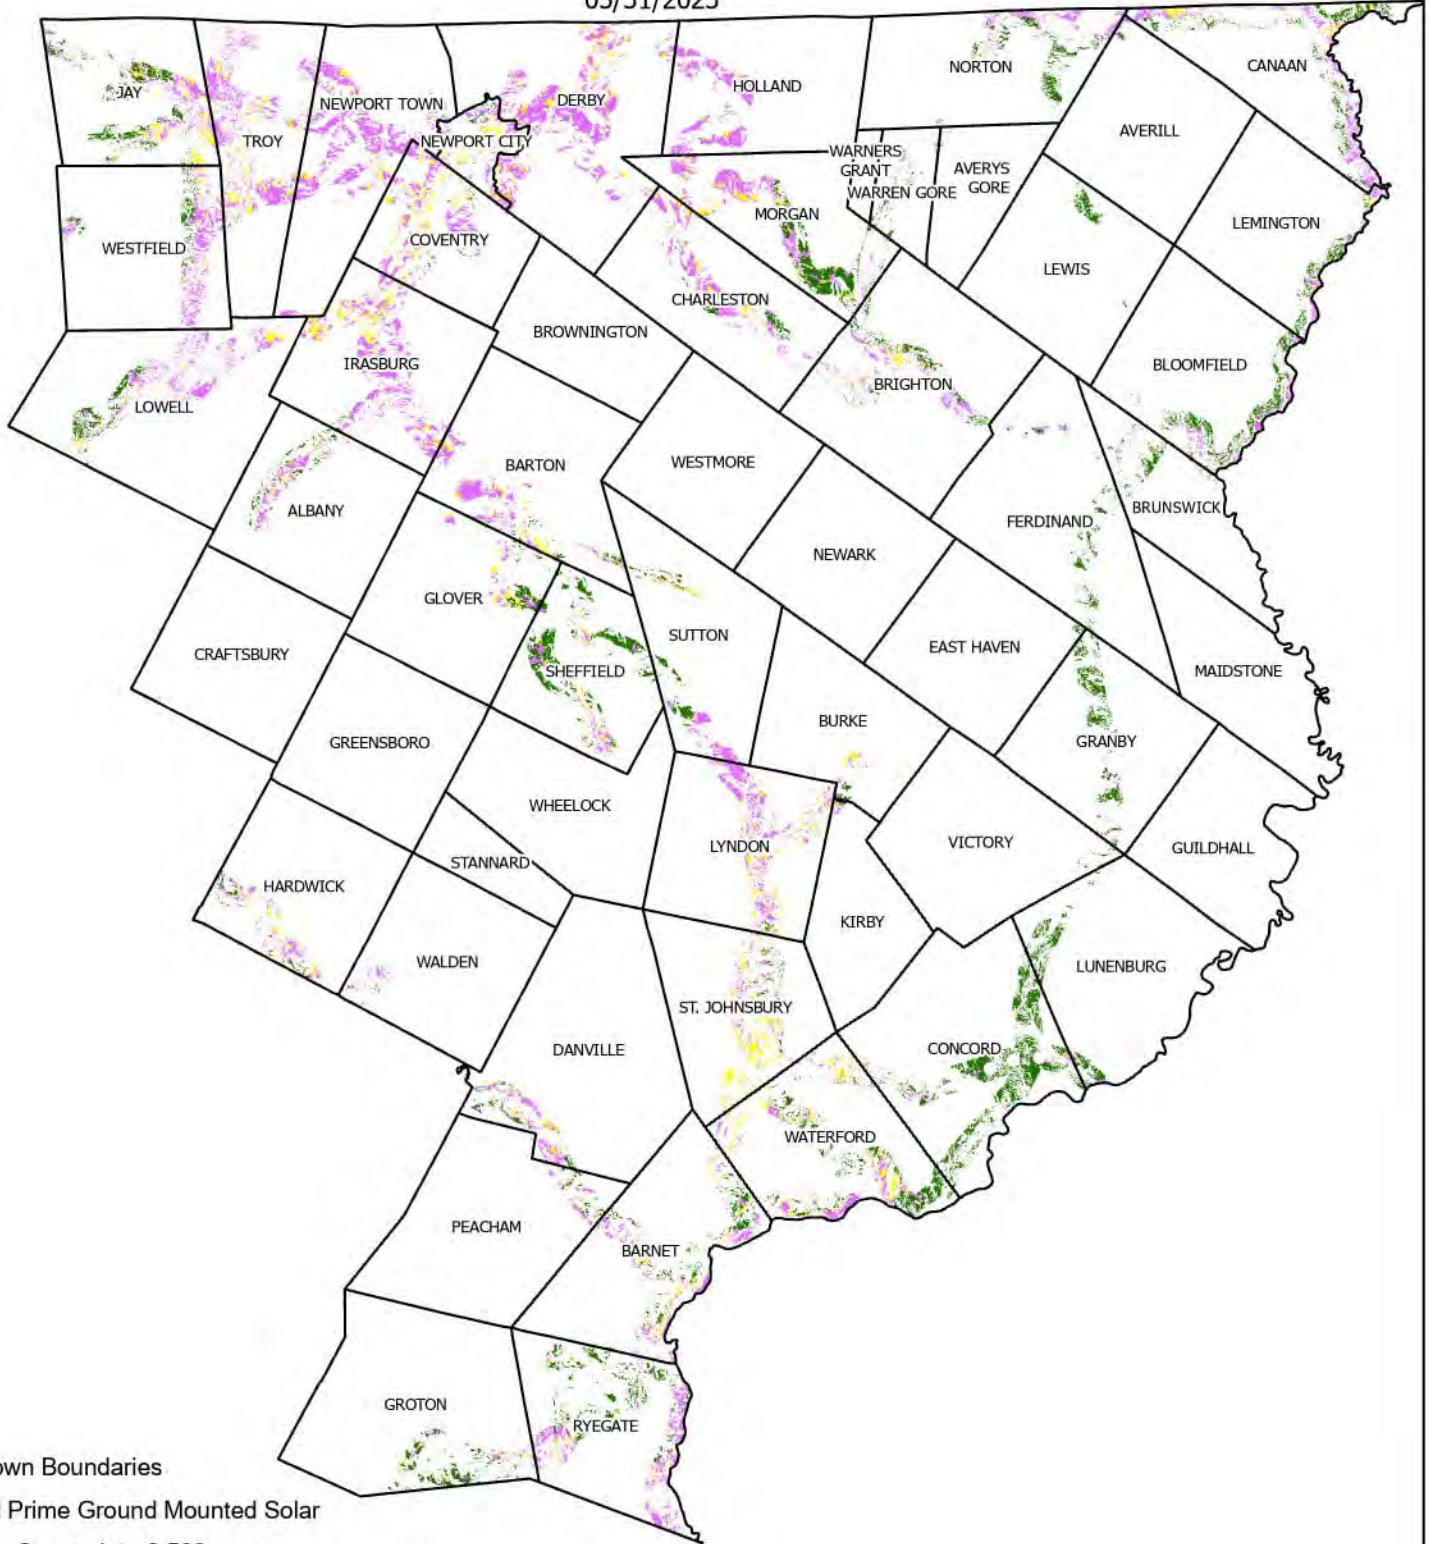 NORTON
CANAAN
JAY
HOLLAND
NEWPORT TOWN
DERBY
AVERILL
TROY
NEWPORT CITY
WARNERS
GRANT
AVERYS
GORE
WARREN GORE
MORGAN
LEMINGTON
COVENTRY
WESTFIELD
LEWIS
CHARLESTON
BROWNINGTON
IRASBURG
BLOOMFIELD
BRIGHTON
LOWELL
WESTMORE
BARTON
ALBANY
BRUNSWICK
FERDINAND
NEWARK
GLOVER
SUTTON
EAST HAVEN
CRAFTSBURY
SHEFFIELD
MAIDSTONE
BURKE
GREENSBORO
GRANBY
WHEELOCK
LYNDON
VICTORY
GUILDHALL
STANNARD
HARDWICK
KIRBY
WALDEN
LUNENBURG
ST. JOHNSBURY
DANVILLE
CONCORD
WATERFORD
PEACHAM
BARNET
GROTON
RYEGATE
own Boundaries
Prime Ground Mounted Solar